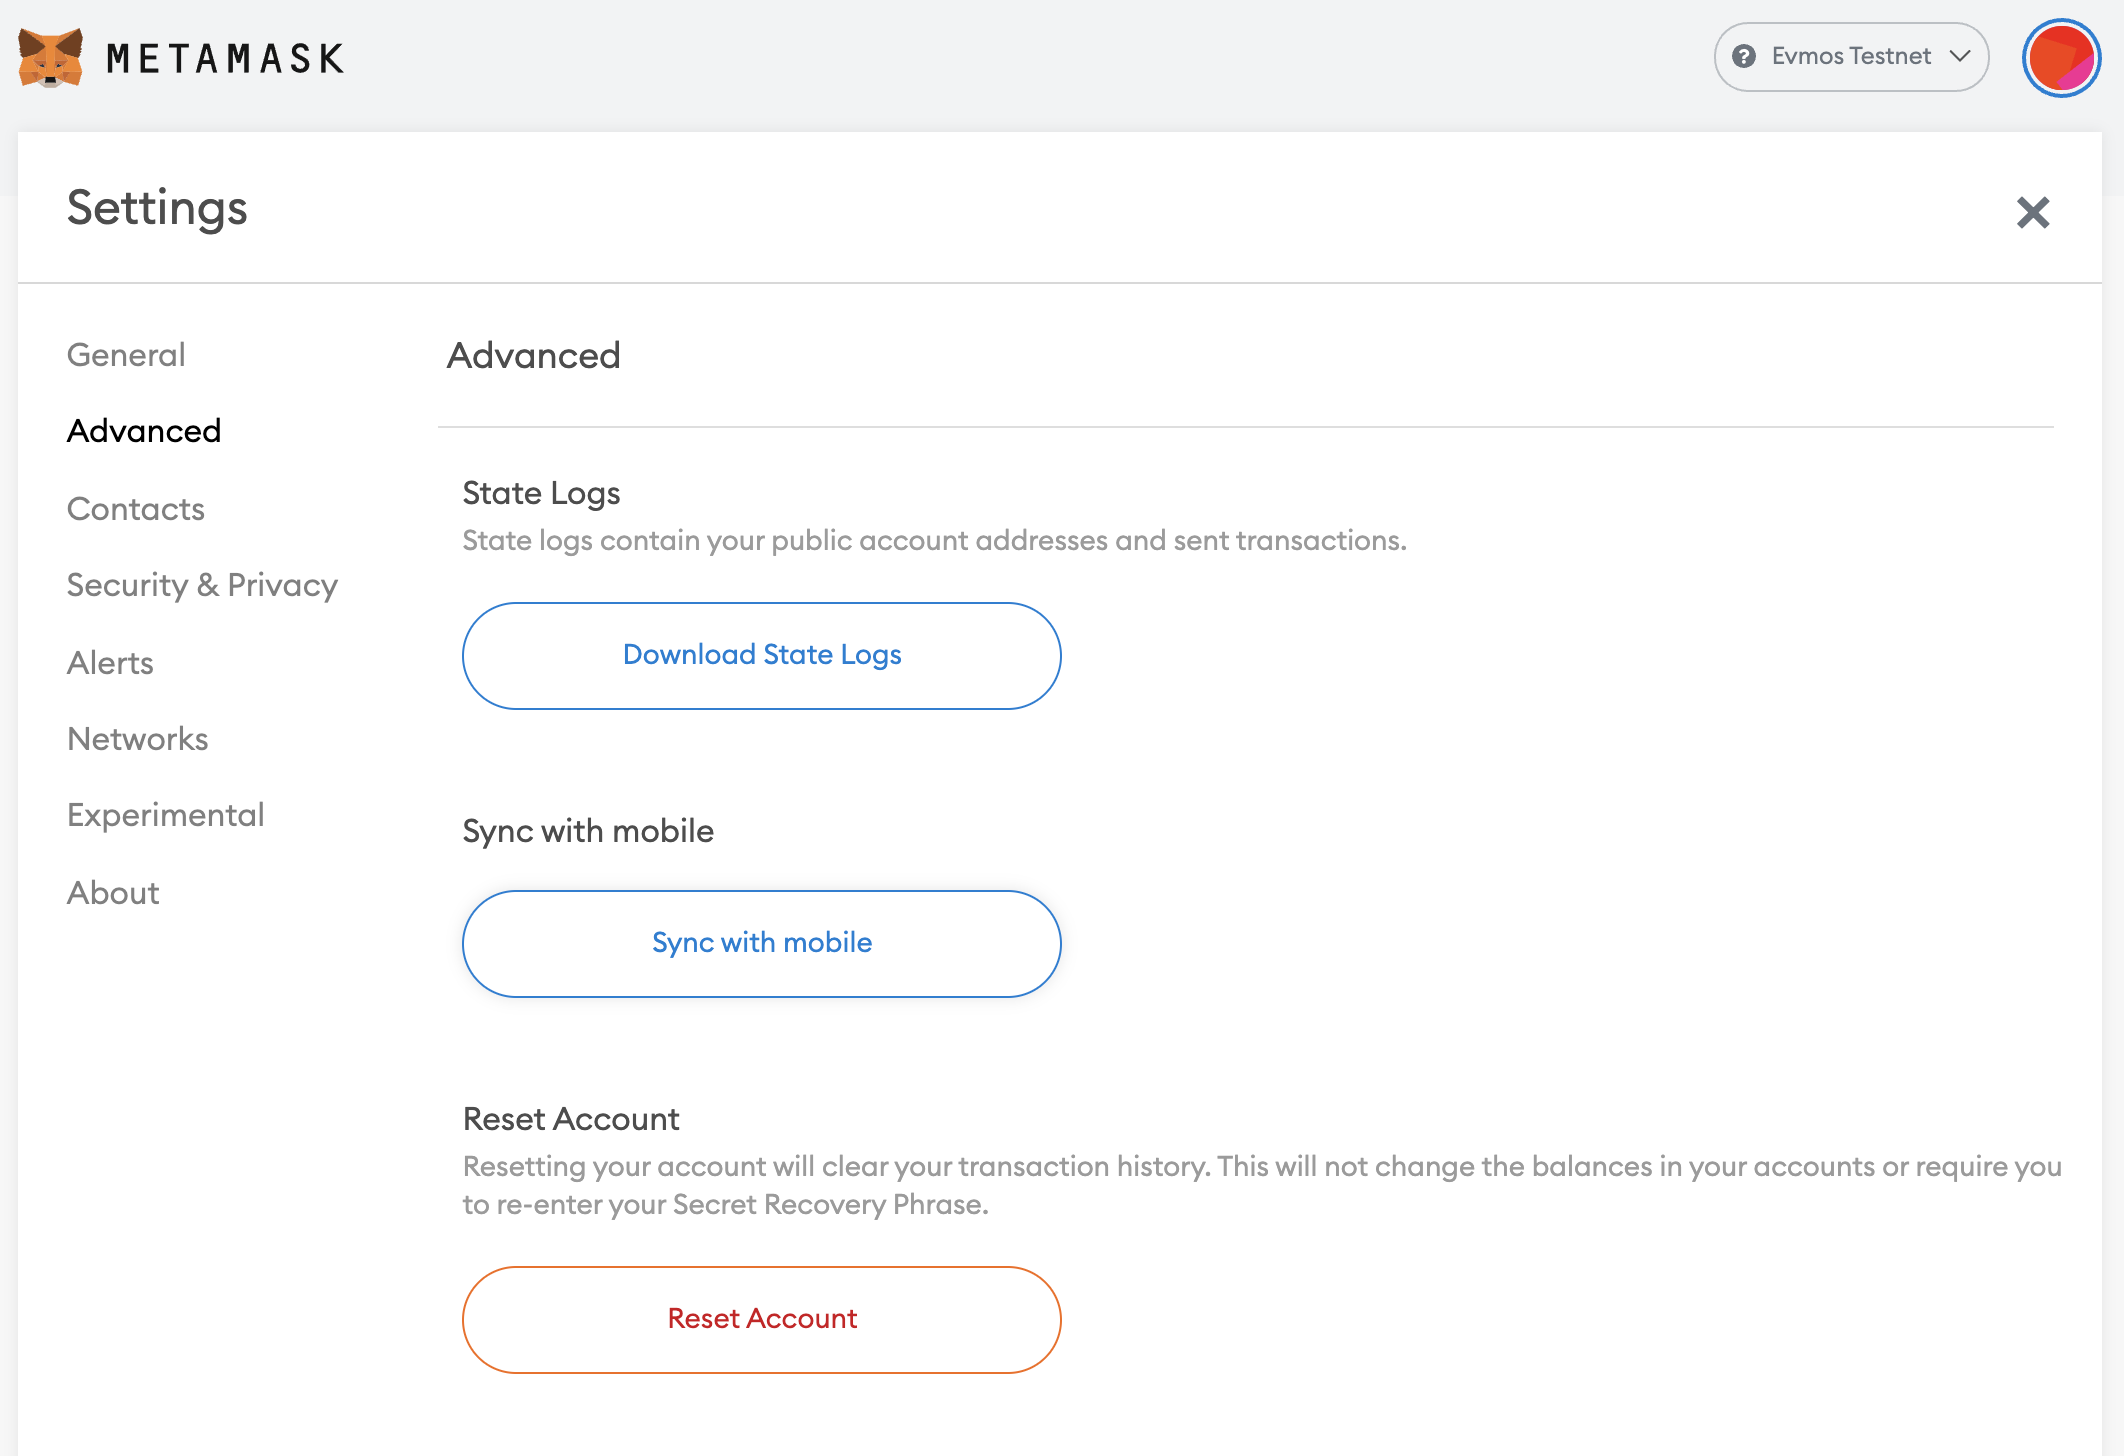 METAMASK
? Evmos Testnet
Settings
General
Advanced
Contacts
Security & Privacy
Alerts
Networks
Experimental
About
Advanced
State Logs
State logs contain your public account addresses and sent transactions.
Download State Logs
Sync with mobile
Sync with mobile
Reset Account
Resetting your account will clear your transaction history. This will not change the balances in your accounts or require you
to re-enter your Secret Recovery Phrase.
Reset Account